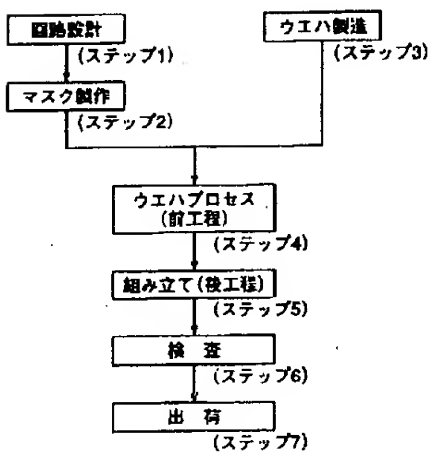 回路設計
(ステップ1)
マスク製作
(ステップ2)
ウエハ製造
(ステップ3)
ウエハプロセス
(前工程)
(ステップ4)
組み立て(後工程)
(ステップ5)
検 査
(ステップ6)
出 荷
(ステップ7)